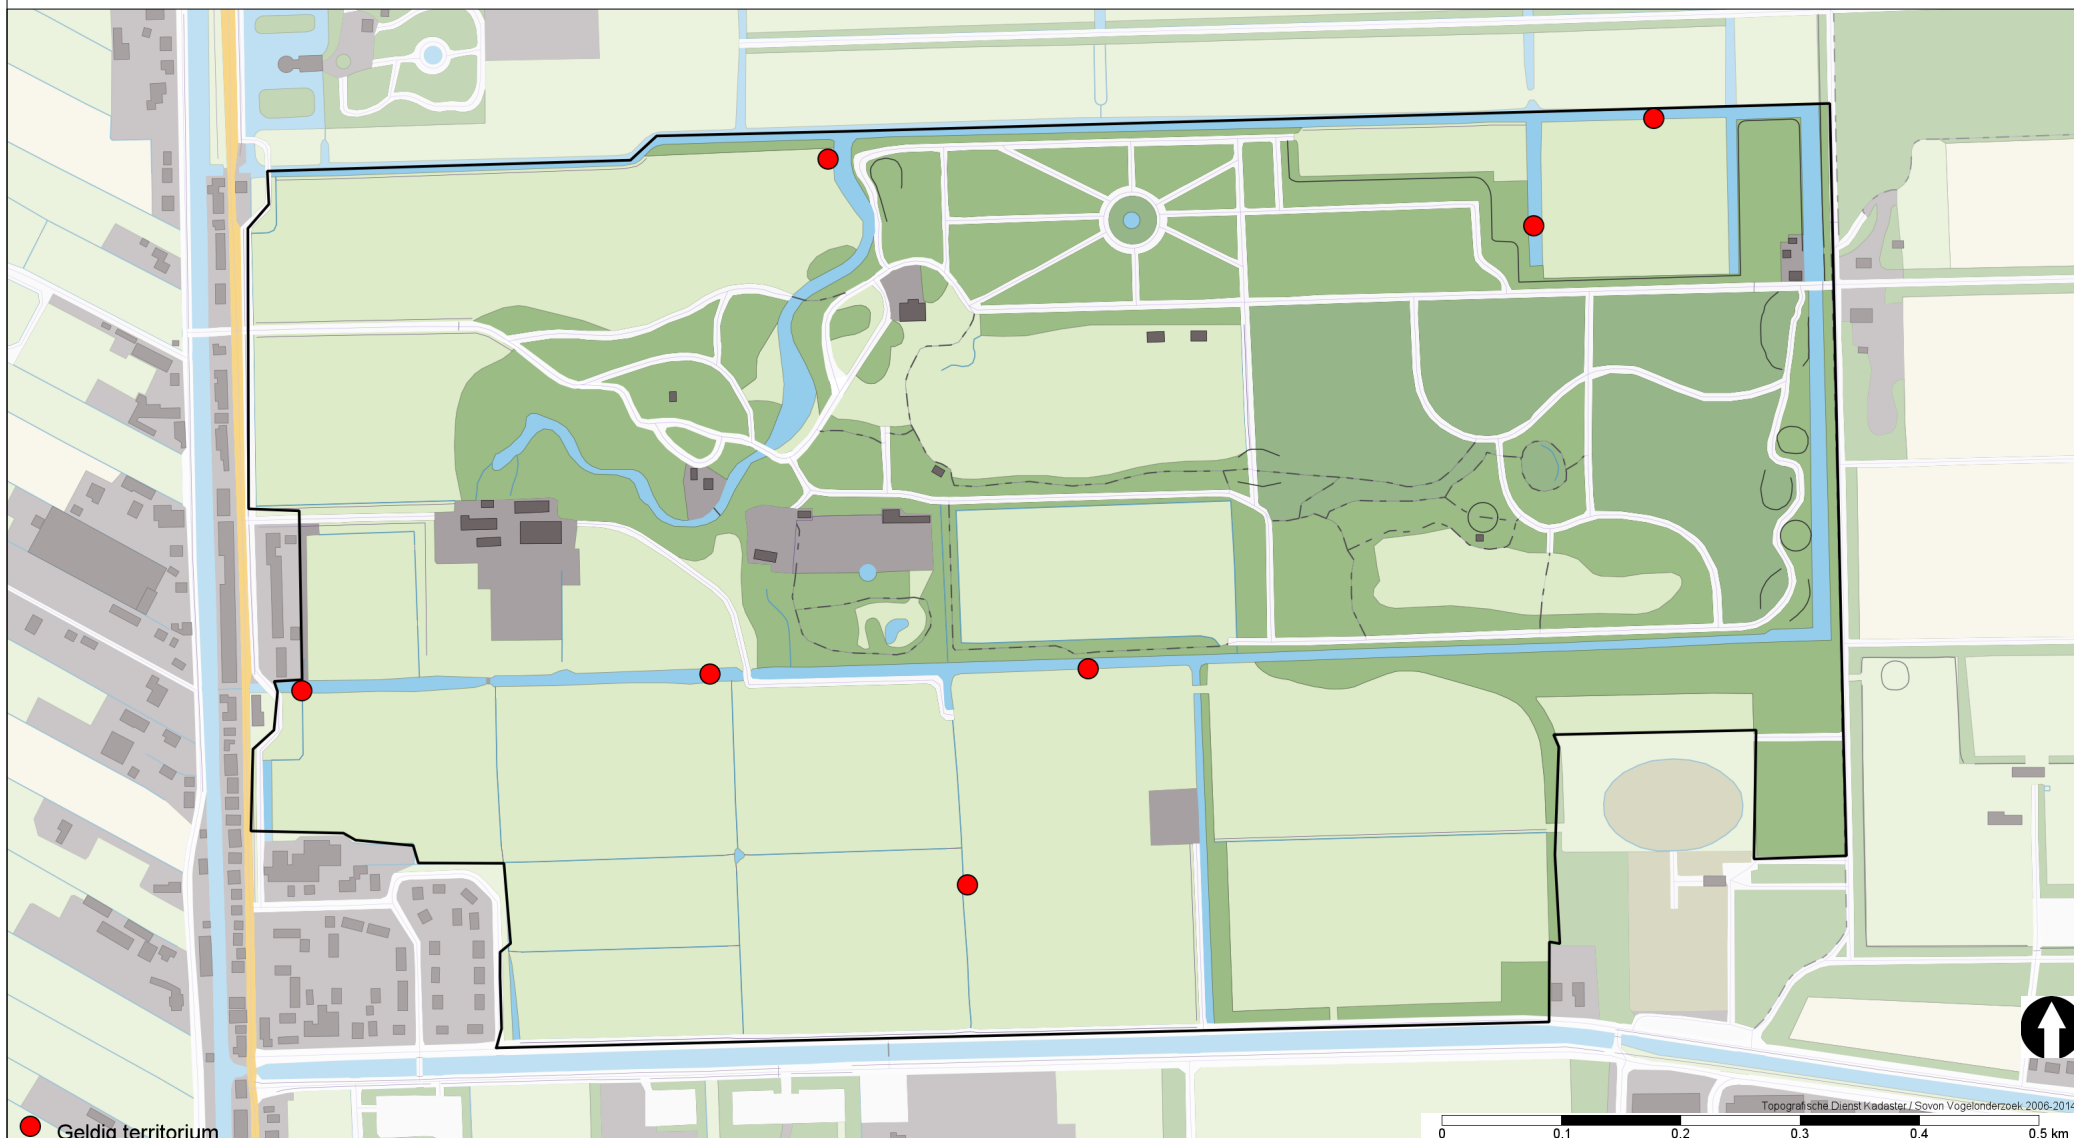 Topografische Dienst Kadaster / Sovon Vogelonderzoek 2006-2014
Geldig territorium
0 0.1 0.2 0.3 0.4 0.5 km